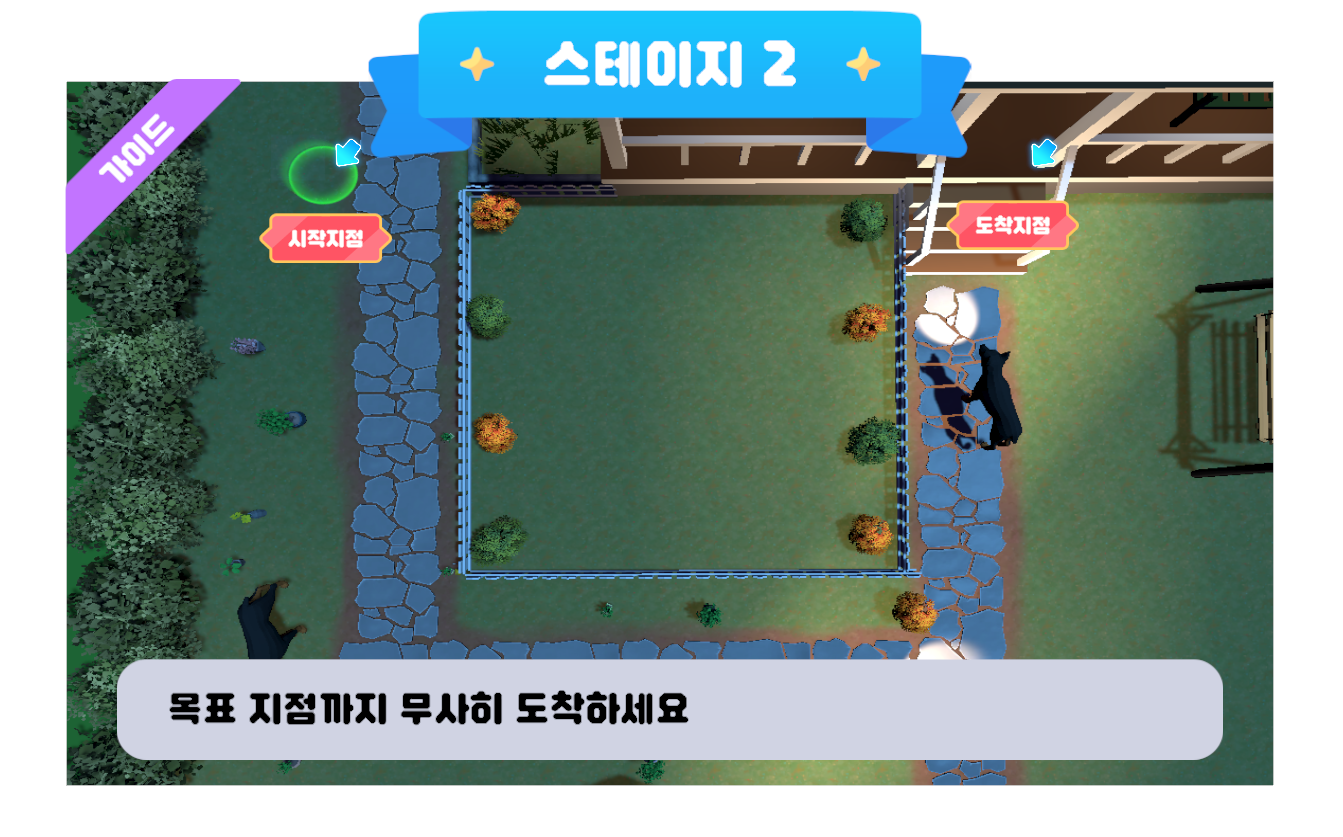 스테이지 2
가이드
시작지점
도착지점
목표 지점까지 무사히 도착하세요